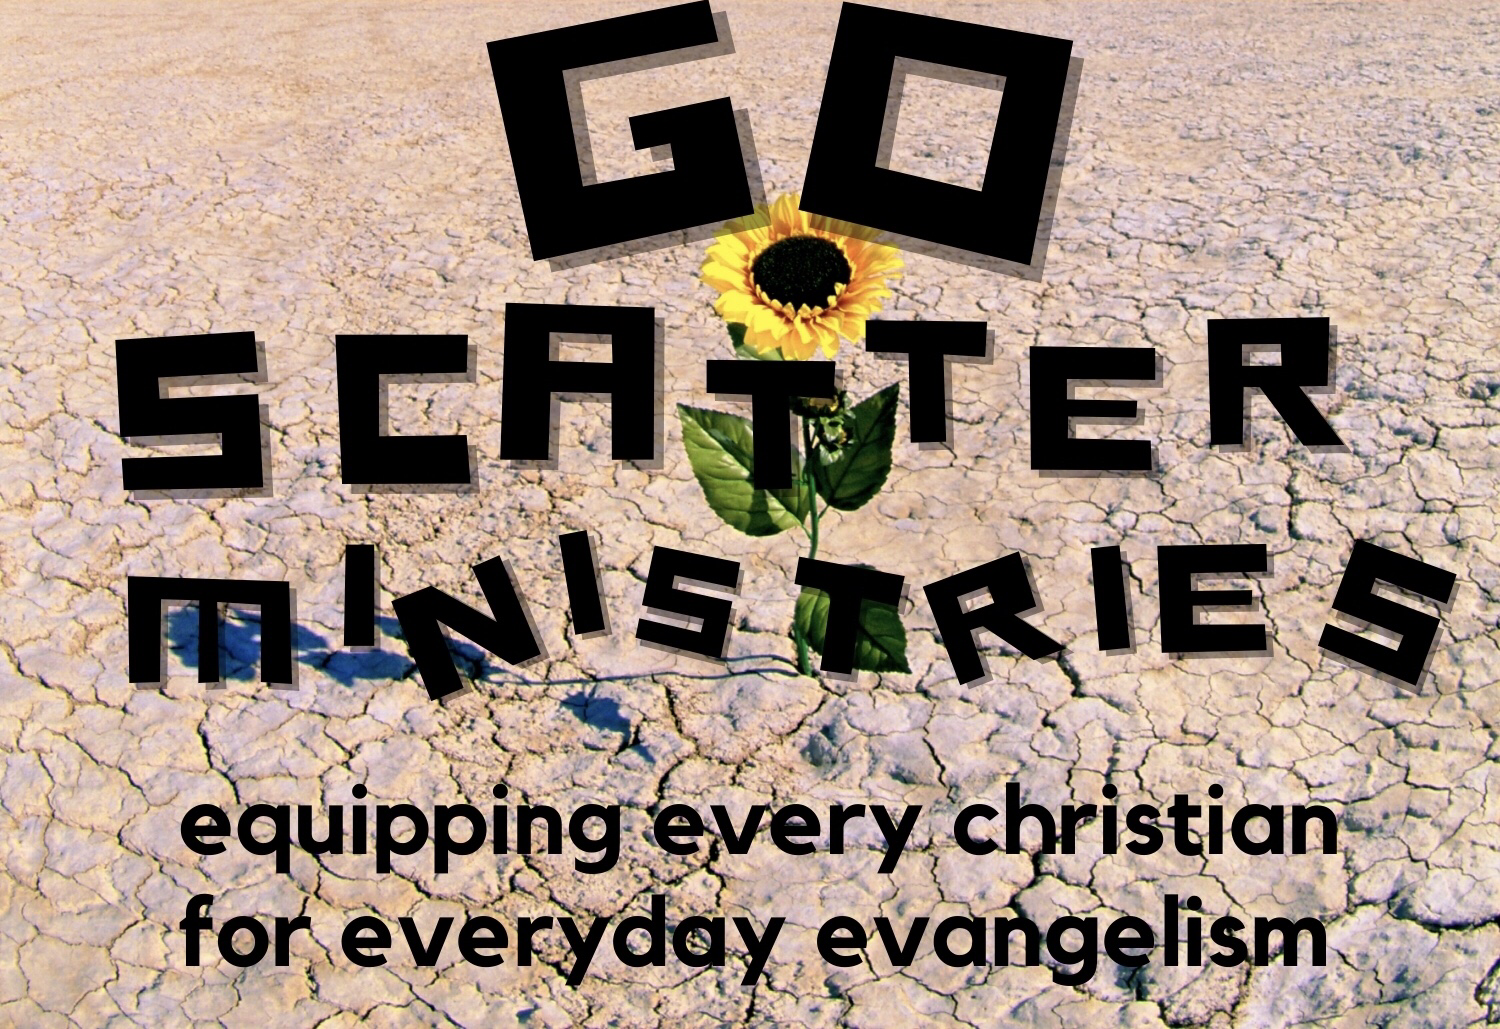 GO
SCATTER
MINISTRIES
equipping every christian
for everyday evangelism